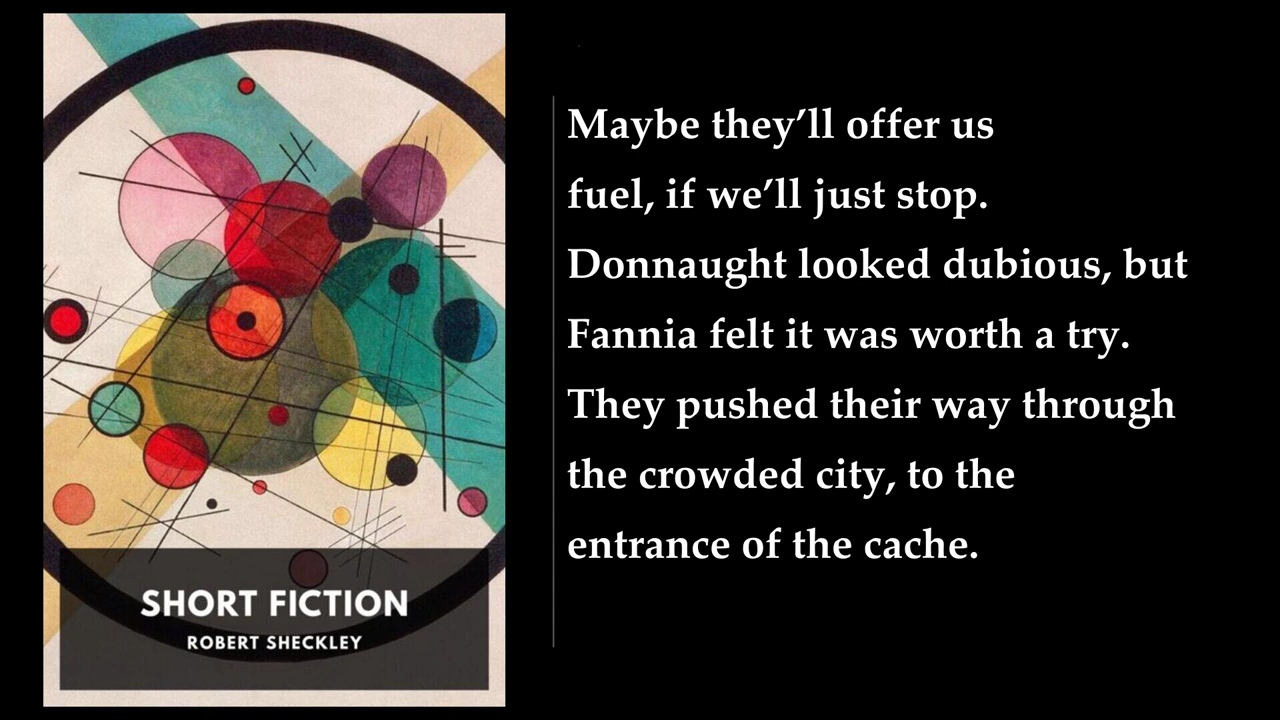 SHORT FICTION
ROBERT SHECKLEY
Maybe they’ll offer us
fuel, if we’ll just stop.
Donnaught looked dubious, but
Fannia felt it was worth a try.
They pushed their way through
the crowded city, to the
entrance of the cache.